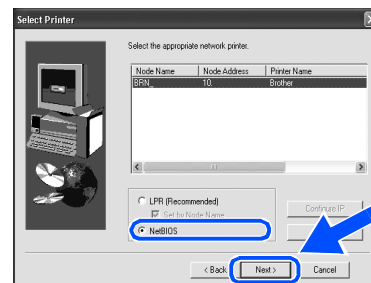 Select Printer
Select the appropriate network printer.
Node Name Node Address Printer Name
BRN_ 10. Brother
LPR (Recommended)
Set by Node Name
Configure IP
NetBIOS
< Back Next > Cancel